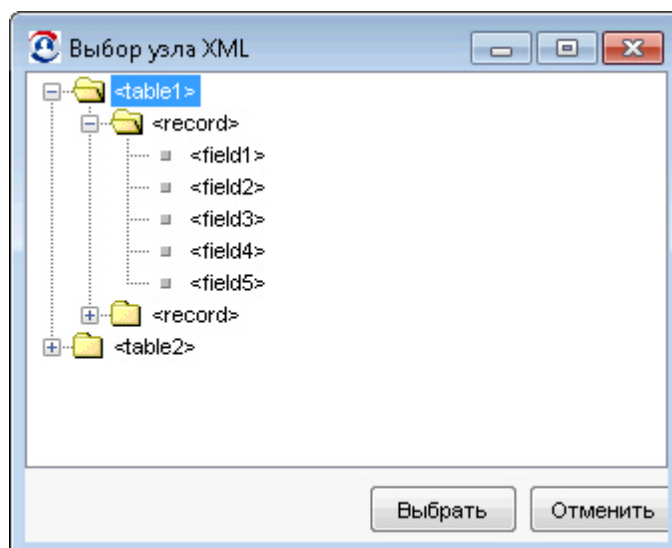 Выбор узла XML
<table1>
<record>
<field1>
<field2>
<field3>
<field4>
<field5>
<record>
<table2>
Выбрать Отменить